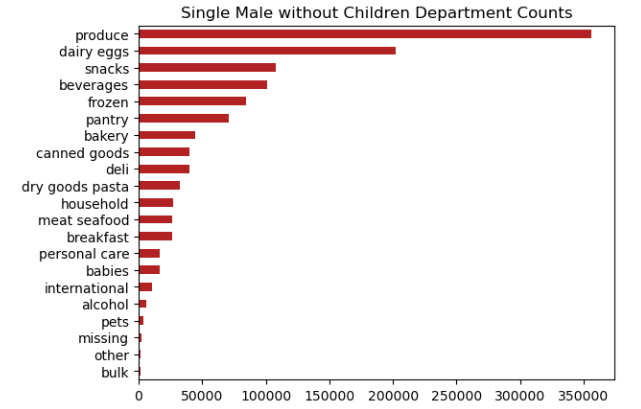 Single Male without Children Department Counts
produce
dairy eggs
snacks
beverages
frozen
pantry
bakery
canned goods
deli
dry goods pasta
household
meat seafood
breakfast
personal care
babies
international
alcohol
pets
missing
other
bulk
0 50000 100000 150000 200000 250000 300000 350000